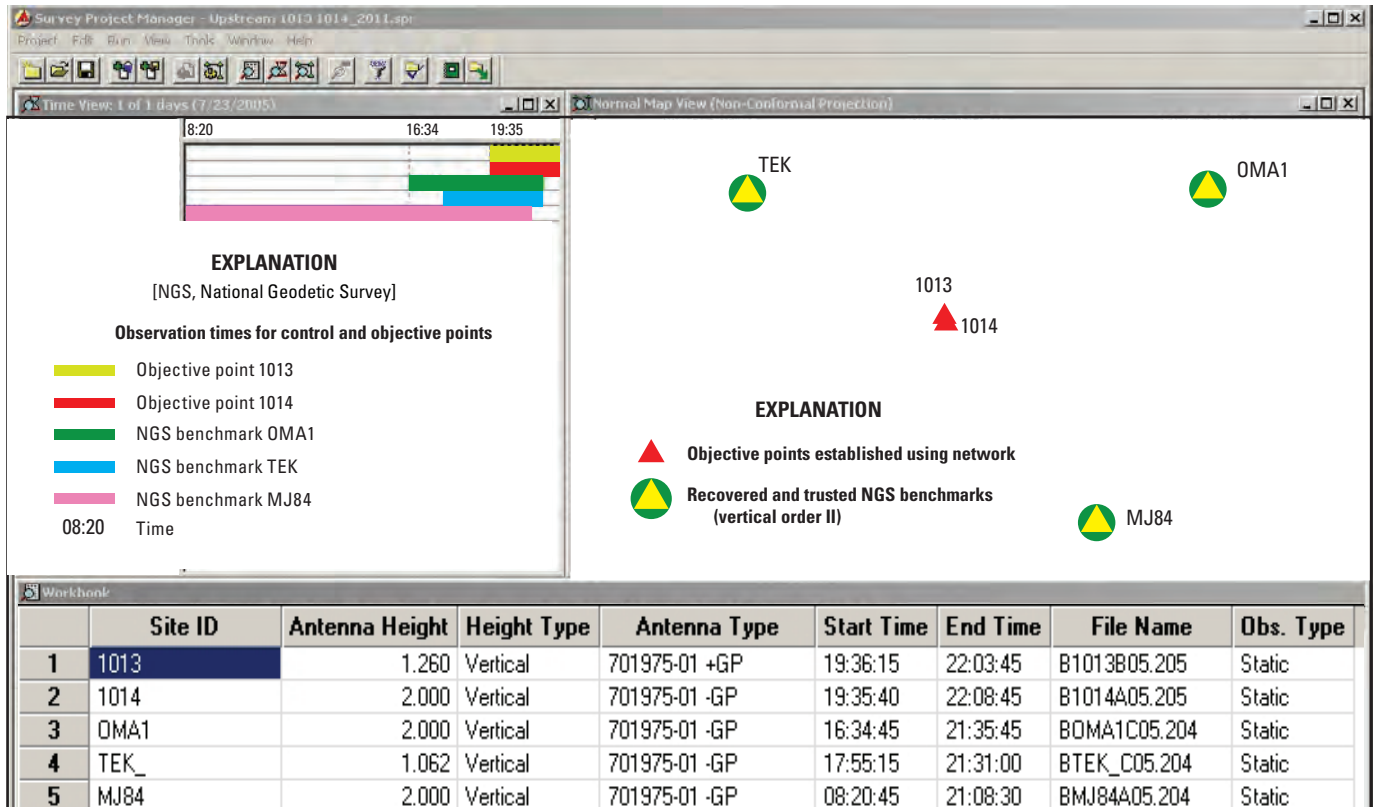 Survey Project Manager - Upstream 1013 1014_2011.spr
Project Edit Run View Tools Window Help
Time View: 1 of 1 days (7/23/2005)
8:20 16:34 19:35
EXPLANATION
[NGS, National Geodetic Survey]
Observation times for control and objective points
Objective point 1013
Objective point 1014
NGS benchmark OMA1
NGS benchmark TEK
NGS benchmark MJ84
08:20 Time
Normal Map View (Non-Conformal Projection)
TEK
OMA1
1013
1014
EXPLANATION
Objective points established using network
Recovered and trusted NGS benchmarks
(vertical order II)
MJ84
Workbook
Site ID Antenna Height Height Type Antenna Type Start Time End Time File Name Obs. Type
1 1013 1.260 Vertical 701975-01 +GP 19:36:15 22:03:45 B1013B05.205 Static
2 1014 2.000 Vertical 701975-01 -GP 19:35:40 22:08:45 B1014A05.205 Static
3 OMA1 2.000 Vertical 701975-01 -GP 16:34:45 21:35:45 BOMA1C05.204 Static
4 TEK_ 1.062 Vertical 701975-01 -GP 17:55:15 21:31:00 BTEK_C05.204 Static
5 MJ84 2.000 Vertical 701975-01 -GP 08:20:45 21:08:30 BMJ84A05.204 Static